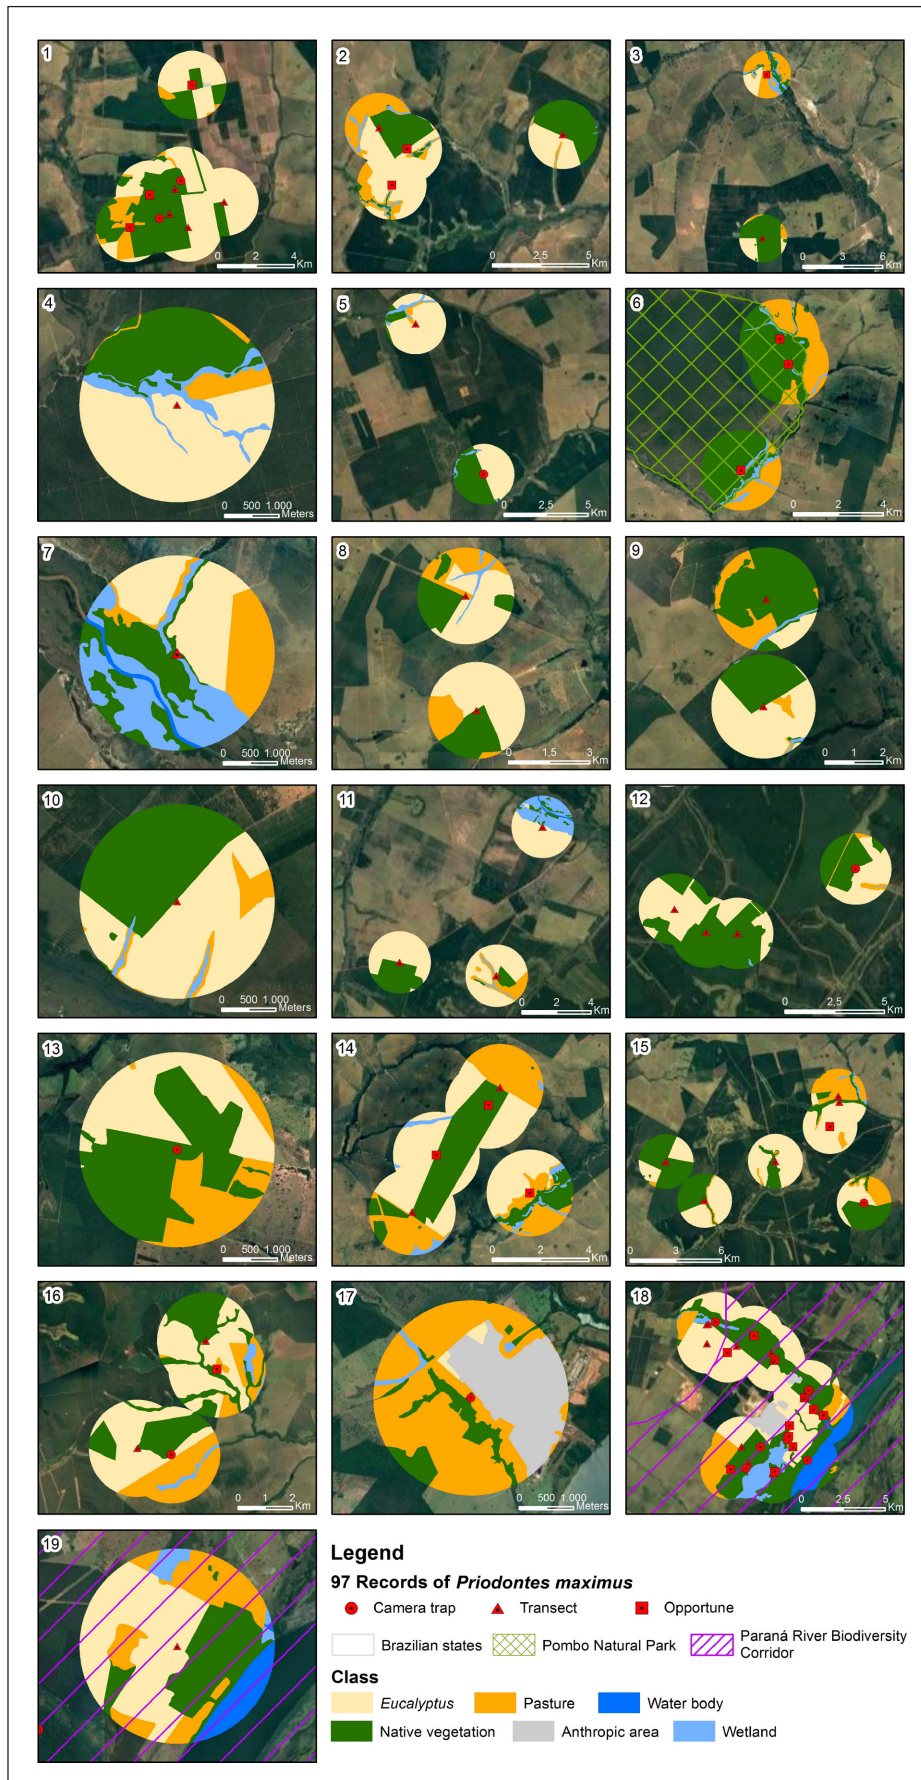 1
0 2 4
Km
2
0 2,5 5
Km
3
0 3 6
Km
4
0 500 1.000
Meters
5
0 2,5 5
Km
6
0 2 4
Km
7
0 500 1.000
Meters
8
0 1,5 3
Km
9
0 1 2
Km
10
0 500 1.000
Meters
11
0 2 4
Km
12
0 2,5 5
Km
13
0 500 1.000
Meters
14
0 2 4
Km
15
0 3 6
Km
16
0 1 2
Km
17
0 500 1.000
Meters
18
0 2,5 5
Km
19
Legend
97 Records of Priodontes maximus
Camera trap Transect Opportune
Brazilian states Pombo Natural Park Paraná River Biodiversity
Corridor
Class
Eucalyptus Pasture Water body
Native vegetation Anthropic area Wetland